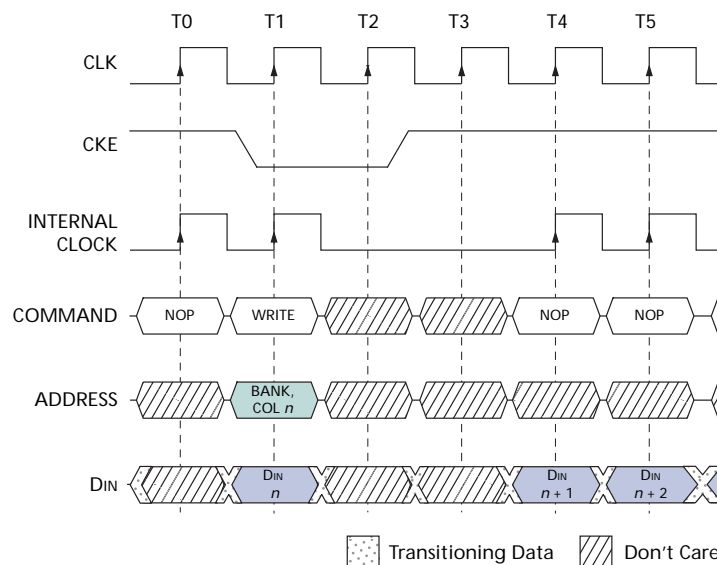 T0 T1 T2 T3 T4 T5
CLK
CKE
INTERNAL
CLOCK
COMMAND NOP WRITE NOP NOP
ADDRESS BANK,
COL n
DIN DIN DIN DIN
n n + 1 n + 2
Transitioning Data Don't Care